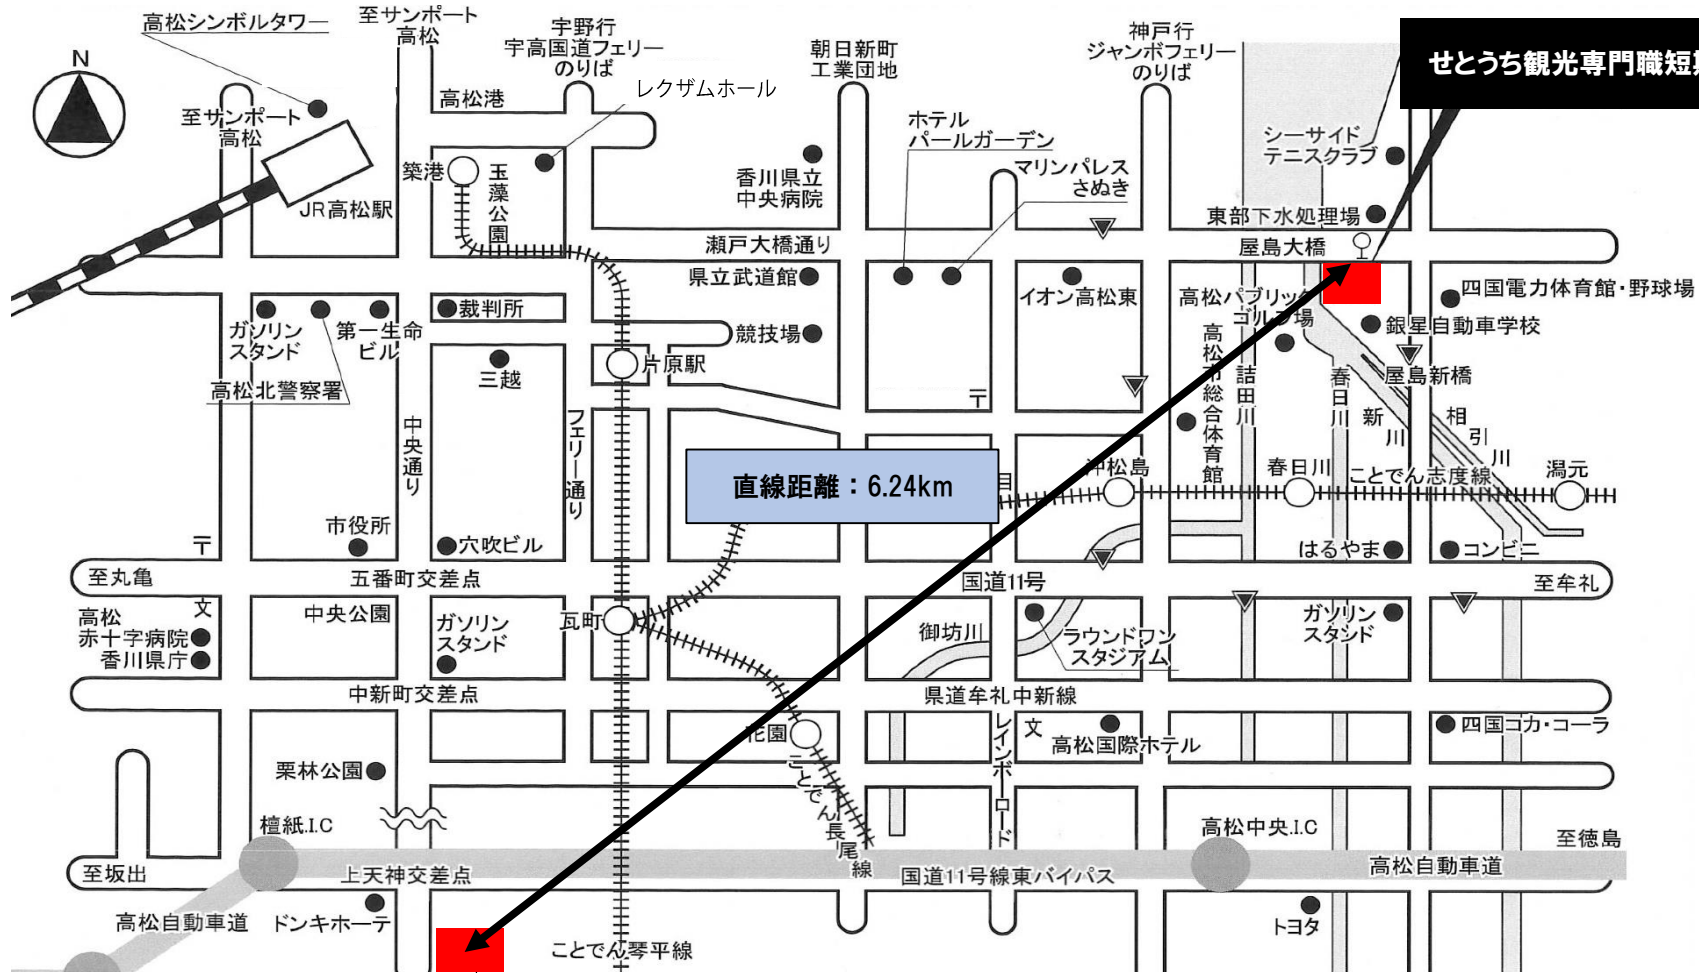 高松シンボルタワー
至サンポート
高松
宇野行
宇高国道フェリー
のりば
朝日新町
工業団地
神戸行
ジャンボフェリー
のりば
せとうち観光専門職短
N
レクザムホール
高松港
至サンポート
高松
ホテル
パールガーデン
シーサイド
テニスクラブ
築港
玉藻公園
香川県立
中央病院
マリンパレス
さぬき
JR高松駅
東部下水処理場
瀬戸大橋通り
屋島大橋
県立武道館
イオン高松東
高松パブリック
ゴルフ場
四国電力体育館・野球場
ガソリン
スタンド
第一生命
ビル
裁判所
競技場
銀星自動車学校
高松北警察署
三越
片原駅
高松市総合体育館
詰田川
春日川
屋島新橋
新川
相引川
中央通り
フェリー通り
〒
直線距離：6.24km
沖松島
春日川
ことでん志度線
潟元
市役所
〒
穴吹ビル
はるやま
コンビニ
至丸亀
五番町交差点
国道11号
至牟礼
文
高松
赤十字病院
香川県庁
中央公園
ガソリン
スタンド
瓦町
御坊川
ラウンドワン
スタジアム
ガソリン
スタンド
中新町交差点
県道牟礼中新線
花園
レインボーロード
文
高松国際ホテル
四国コカ・コーラ
栗林公園
ことでん長尾線
檀紙.I.C
高松中央.I.C
至徳島
至坂出
上天神交差点
国道11号線東バイパス
高松自動車道
高松自動車道
ドンキホーテ
ことでん琴平線
トヨタ